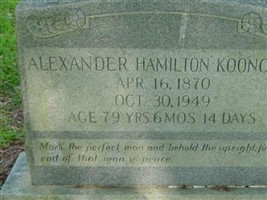 ALEXANDER HAMILTON KOONC
APR. 16, 1870
OCT. 30, 1949
AGE 79 YRS. 6 MOS 14 DAYS
Mark the perfect man and behold the upright, for
end of that man is peace.